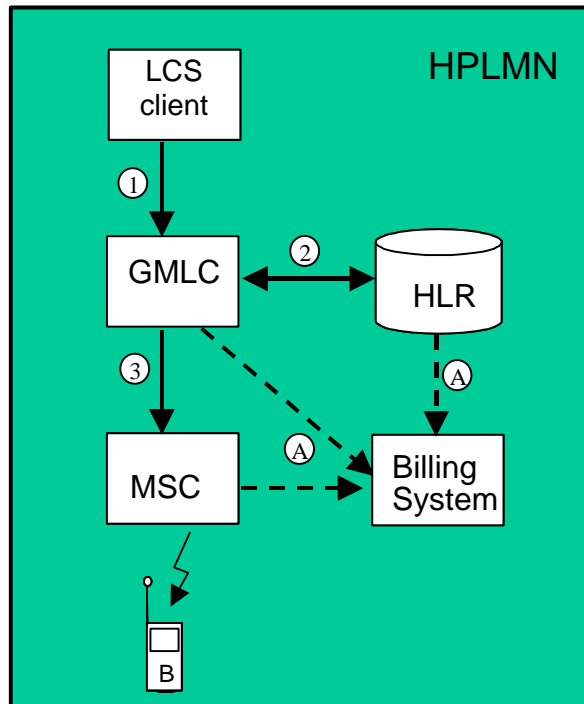 HPLMN
LCS
client
1
GMLC
2
HLR
3
A
A
MSC
Billing
System
B